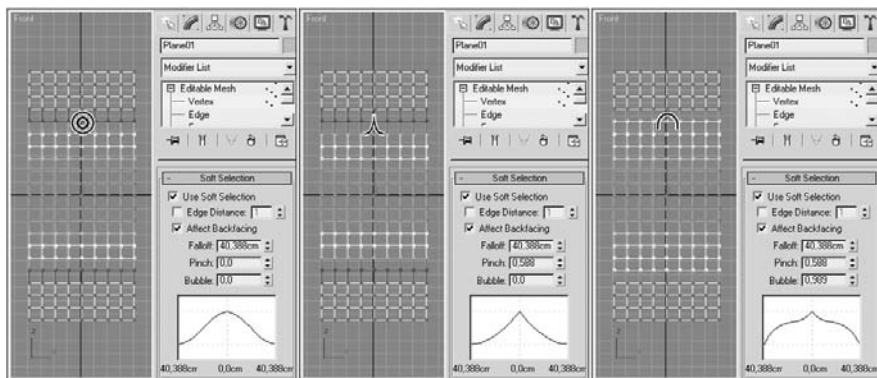 Front
Plane01
Modifier List
Editable Mesh
Vertex
Edge
Soft Selection
Use Soft Selection
Edge Distance: 1
Affect Backfacing
Falloff: 40,388cm
Pinch: 0,0
Bubble: 0,0
40,388cm 0,0cm 40,388cm
z
Front
Plane01
Modifier List
Editable Mesh
Vertex
Edge
Soft Selection
Use Soft Selection
Edge Distance: 1
Affect Backfacing
Falloff: 40,388cm
Pinch: 0,588
Bubble: 0,0
40,388cm 0,0cm 40,388cm
z
Front
Plane01
Modifier List
Editable Mesh
Vertex
Edge
Soft Selection
Use Soft Selection
Edge Distance: 1
Affect Backfacing
Falloff: 40,388cm
Pinch: 0,588
Bubble: 0,989
40,388cm 0,0cm 40,388cm
z